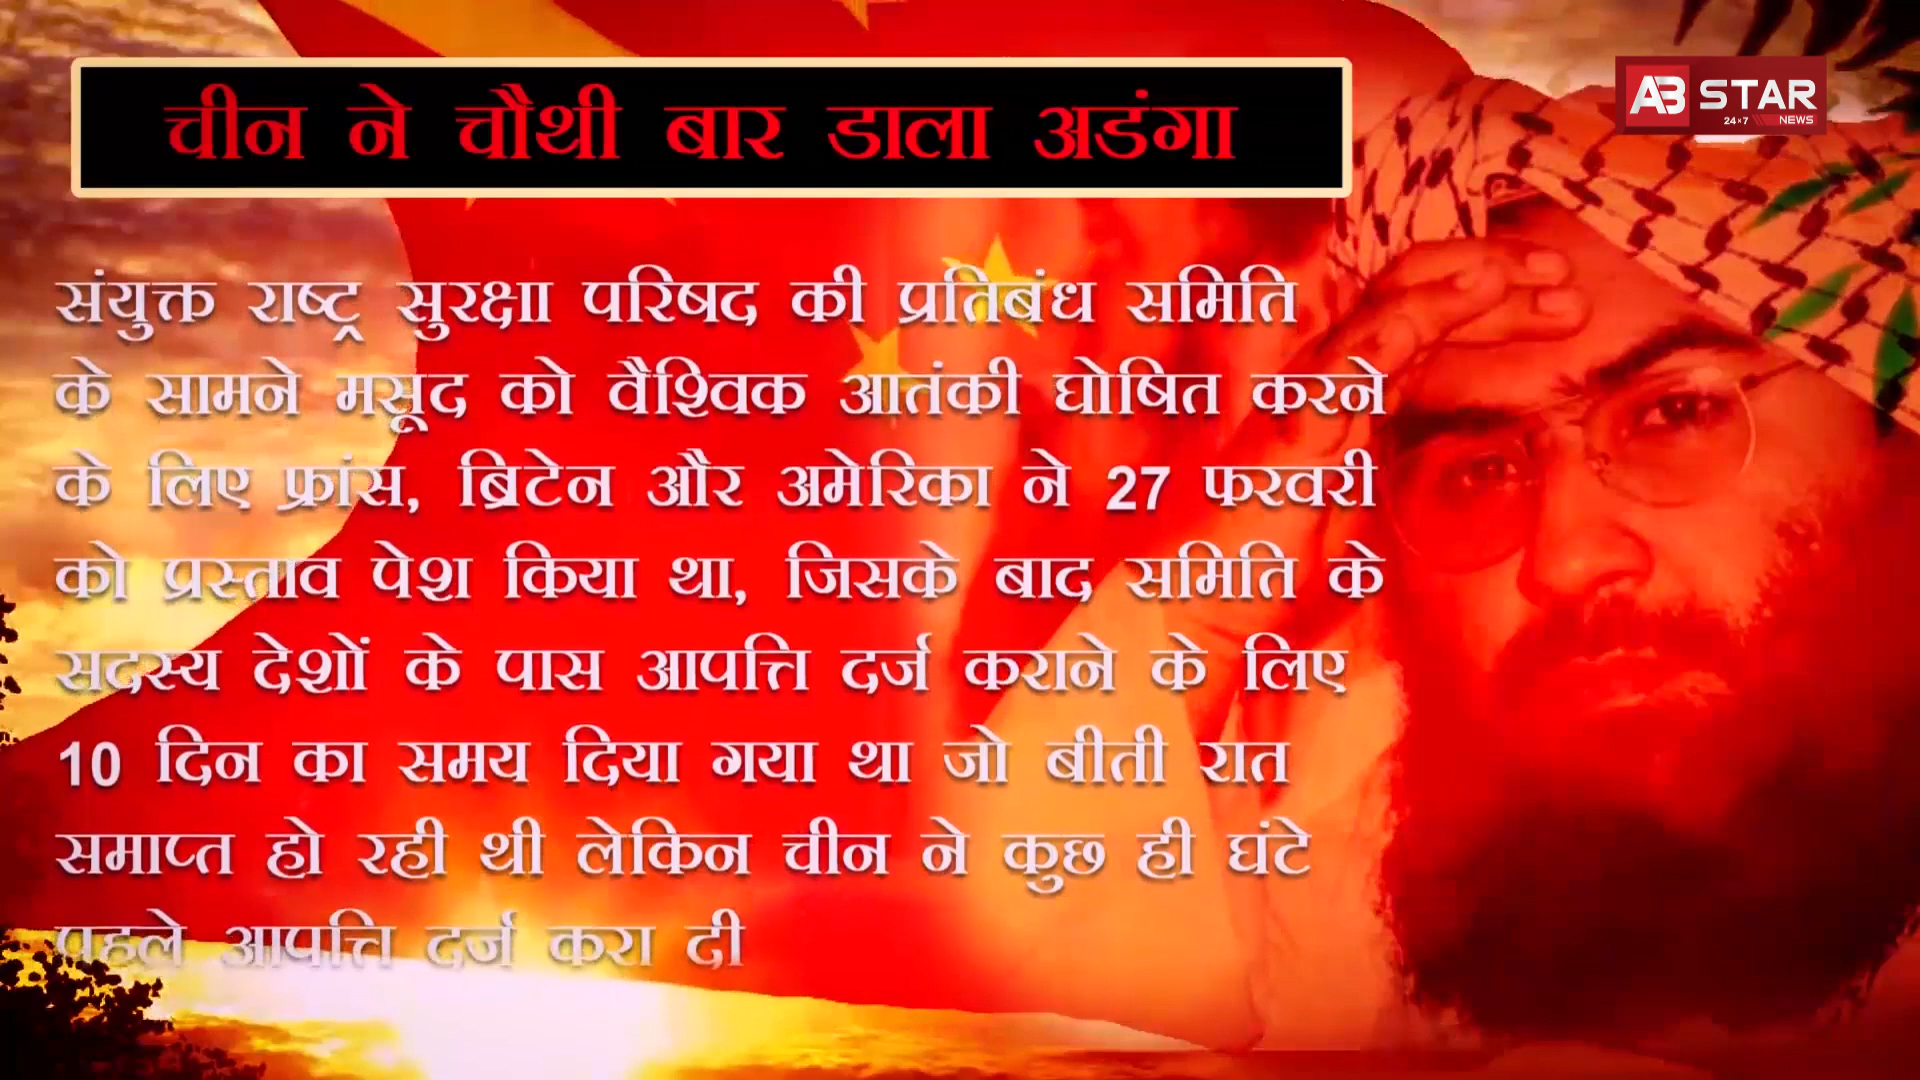 चीन ने चौथी बार डाला अडंगा
AB STAR
24×7 NEWS
संयुक्त राष्ट्र सुरक्षा परिषद की प्रतिबंध समिति
के सामने मसूद को वैश्विक आतंकी घोषित करने
के लिए फ्रांस, ब्रिटेन और अमेरिका ने 27 फरवरी
को प्रस्ताव पेश किया था, जिसके बाद समिति के
सदस्य देशों के पास आपत्ति दर्ज कराने के लिए
10 दिन का समय दिया गया था जो बीती रात
समाप्त हो रही थी लेकिन चीन ने कुछ ही घंटे
पहले आपत्ति दर्ज करा दी